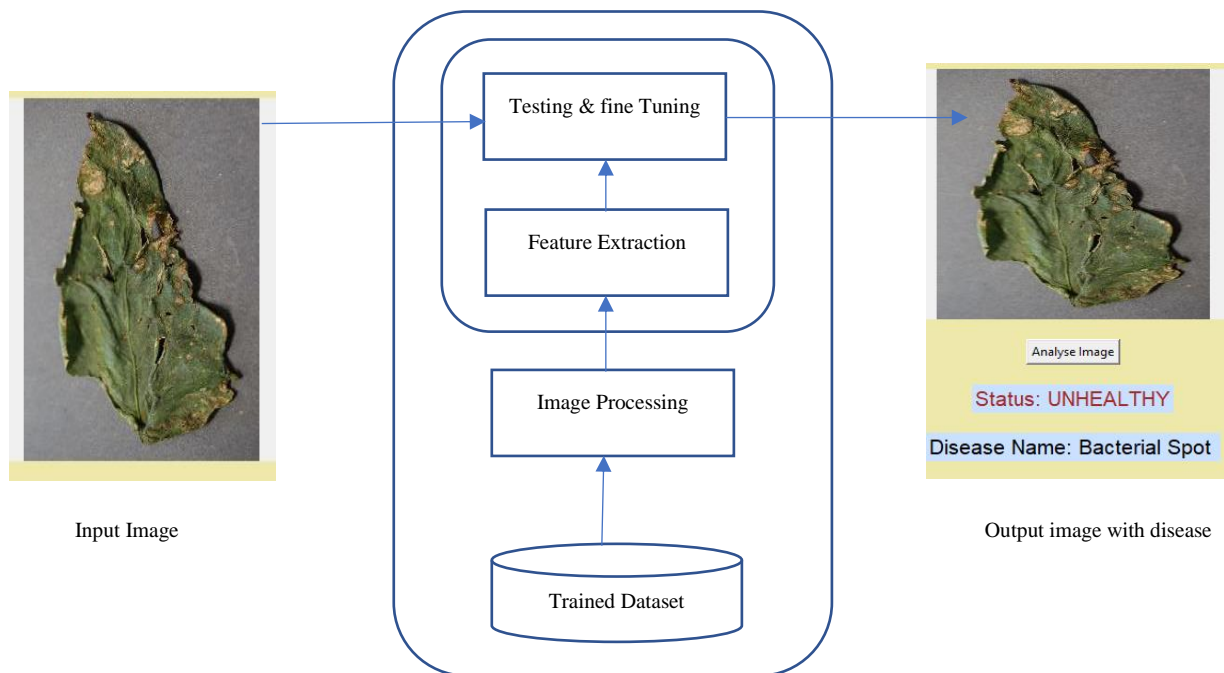 Testing & fine Tuning
Feature Extraction
Image Processing
Trained Dataset
Input Image
Analyse Image
Status: UNHEALTHY
Disease Name: Bacterial Spot
Output image with disease